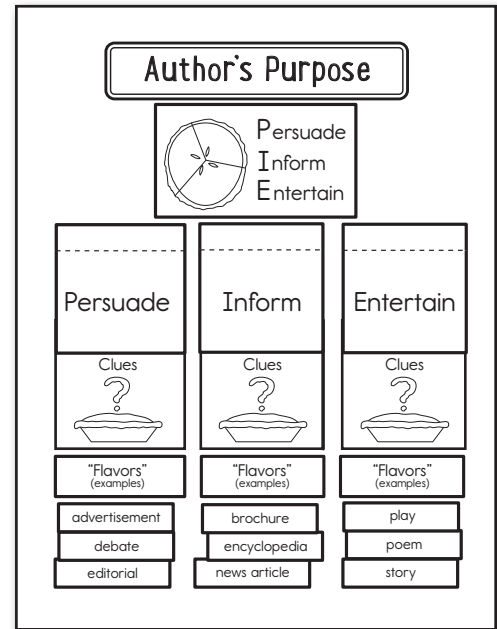 Author's Purpose
Persuade
Inform
Entertain
Persuade
Inform
Entertain
Clues
?
Clues
?
Clues
?
"Flavors"
(examples)
"Flavors"
(examples)
"Flavors"
(examples)
advertisement
debate
editorial
brochure
encyclopedia
news article
play
poem
story